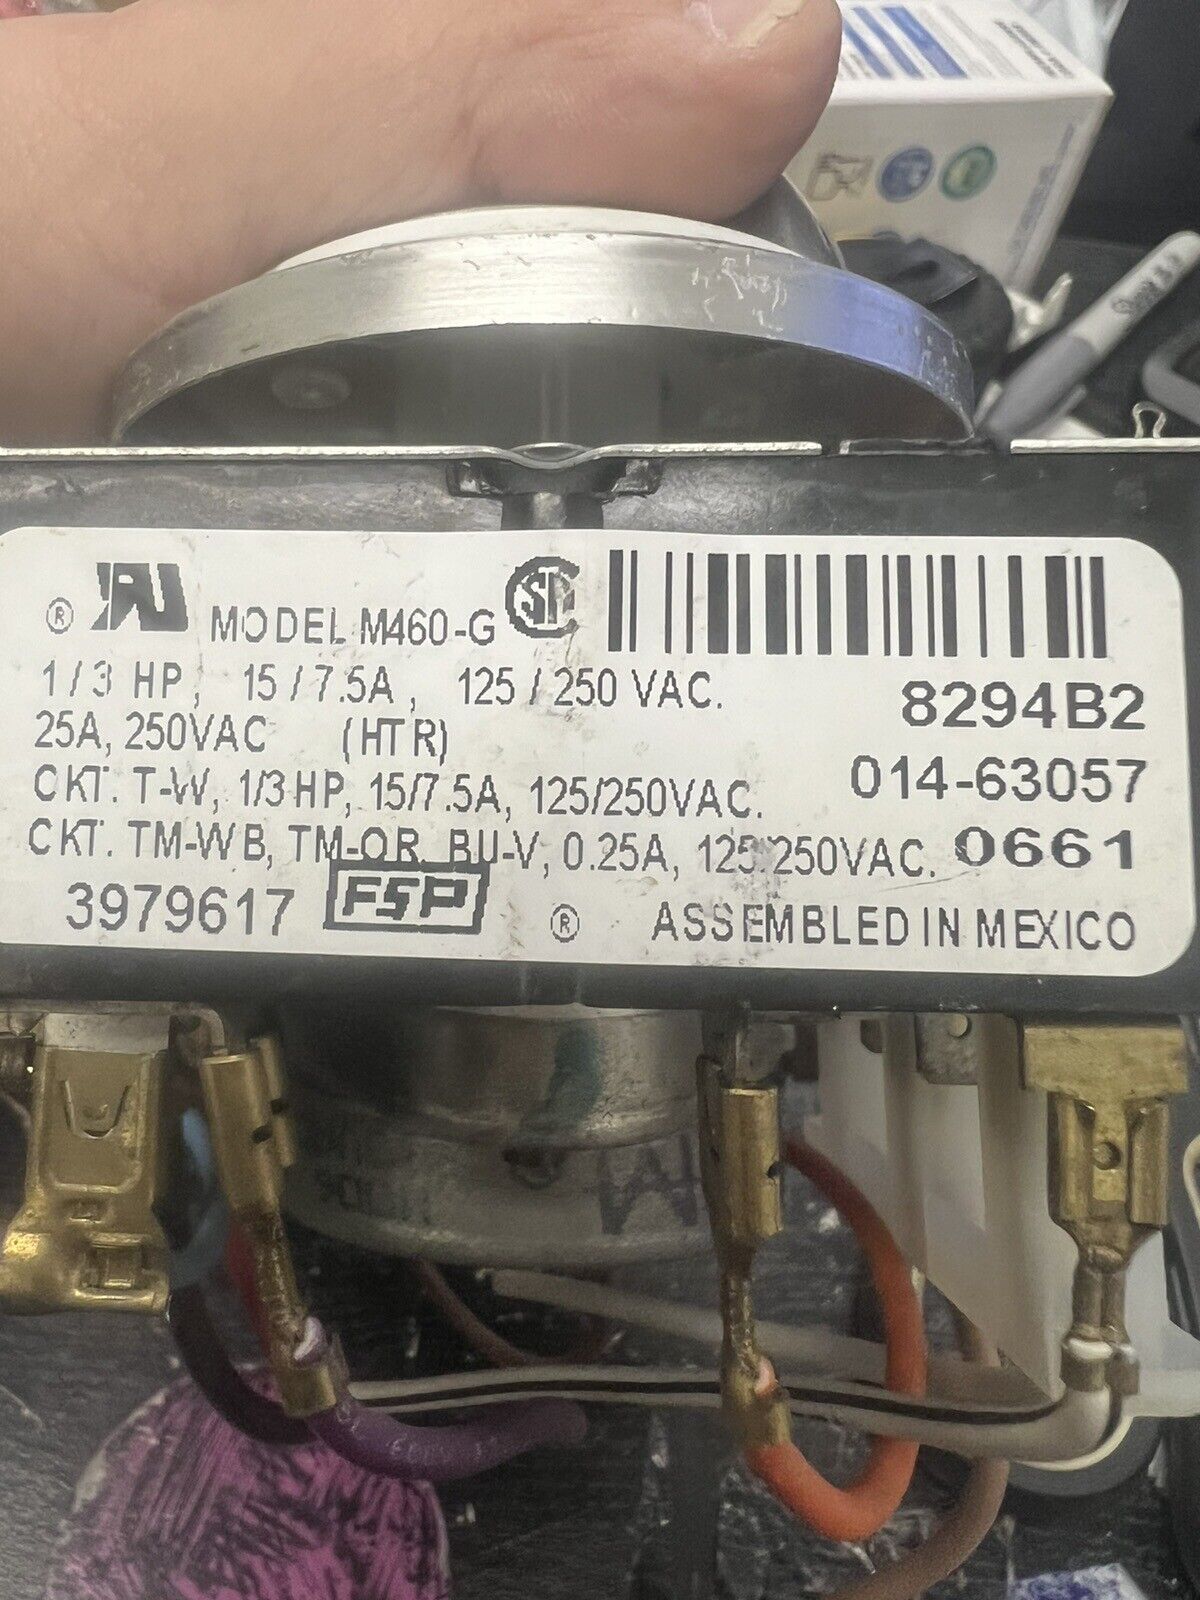 ® MODEL M460-G
1/3 HP, 15/7.5A, 125/250 VAC.
25A, 250VAC (HTR)
CKT. T-W, 1/3 HP, 15/7.5A, 125/250VAC.
CKT. TM-WB, TM-OR, BU-V, 0.25A, 125/250VAC.
3979617 FSP ® ASSEMBLED IN MEXICO
8294B2
014-63057
0661